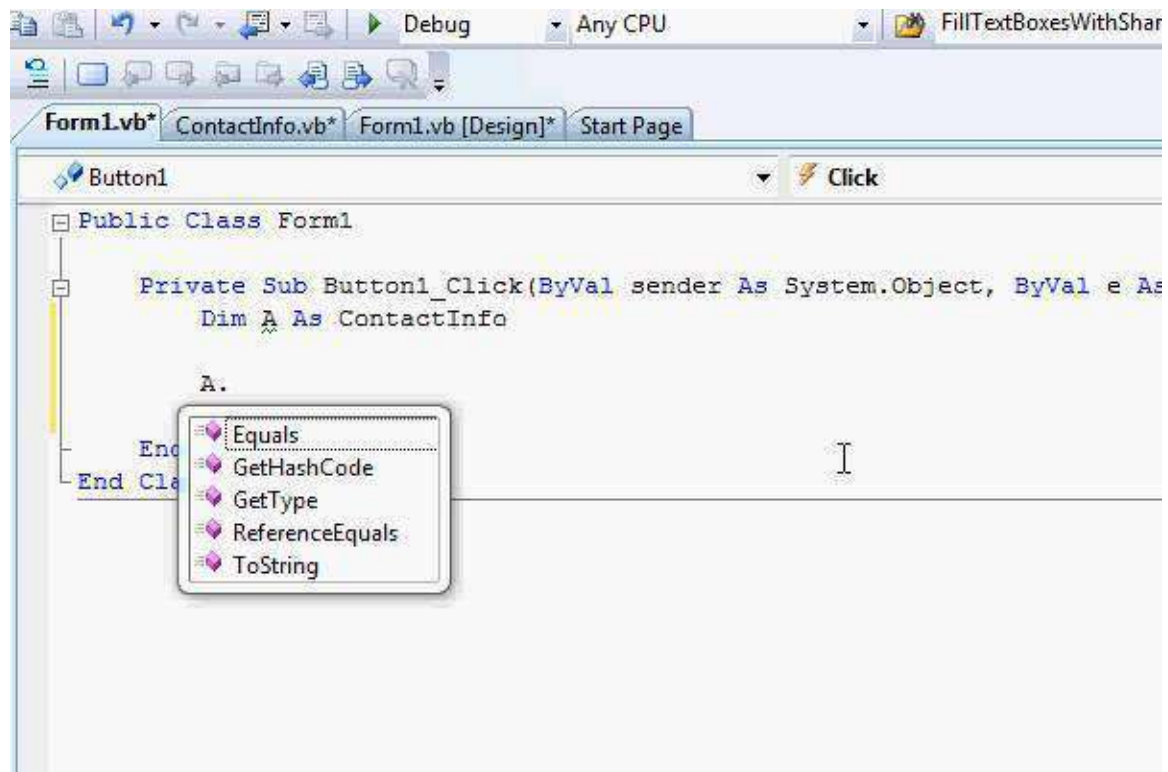 Debug Any CPU FillTextBoxesWithShar
Form1.vb* ContactInfo.vb* Form1.vb [Design]* Start Page
Button1 Click
Public Class Form1
Private Sub Button1_Click(ByVal sender As System.Object, ByVal e As
Dim A As ContactInfo
A.
Equals
End
GetHashCode
End Cla
GetType
ReferenceEquals
ToString